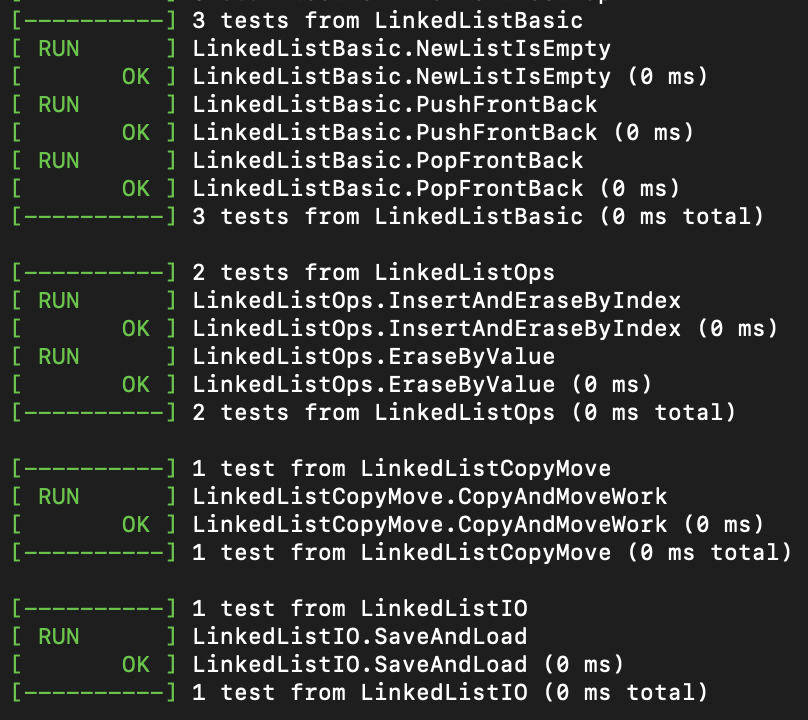 [----------] 3 tests from LinkedListBasic
[ RUN      ] LinkedListBasic.NewListIsEmpty
[       OK ] LinkedListBasic.NewListIsEmpty (0 ms)
[ RUN      ] LinkedListBasic.PushFrontBack
[       OK ] LinkedListBasic.PushFrontBack (0 ms)
[ RUN      ] LinkedListBasic.PopFrontBack
[       OK ] LinkedListBasic.PopFrontBack (0 ms)
[----------] 3 tests from LinkedListBasic (0 ms total)

[----------] 2 tests from LinkedListOps
[ RUN      ] LinkedListOps.InsertAndEraseByIndex
[       OK ] LinkedListOps.InsertAndEraseByIndex (0 ms)
[ RUN      ] LinkedListOps.EraseByValue
[       OK ] LinkedListOps.EraseByValue (0 ms)
[----------] 2 tests from LinkedListOps (0 ms total)

[----------] 1 test from LinkedListCopyMove
[ RUN      ] LinkedListCopyMove.CopyAndMoveWork
[       OK ] LinkedListCopyMove.CopyAndMoveWork (0 ms)
[----------] 1 test from LinkedListCopyMove (0 ms total)

[----------] 1 test from LinkedListIO
[ RUN      ] LinkedListIO.SaveAndLoad
[       OK ] LinkedListIO.SaveAndLoad (0 ms)
[----------] 1 test from LinkedListIO (0 ms total)